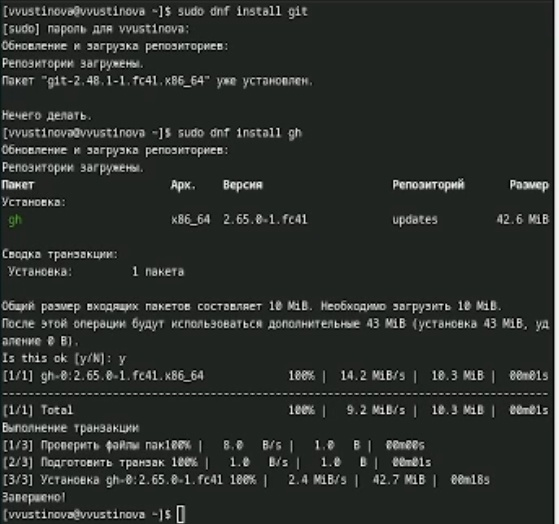 [vvustinova@vvustinova ~]$ sudo dnf install git
[sudo] пароль для vvustinova:
Обновление и загрузка репозиториев:
Репозитории загружены.
Пакет "git-2.48.1-1.fc41.x86_64" уже установлен.
Нечего делать.
[vvustinova@vvustinova ~]$ sudo dnf install gh
Обновление и загрузка репозиториев:
Репозитории загружены.
Пакет Арх. Версия Репозиторий Размер
Установка:
gh x86_64 2.65.0-1.fc41 updates 42.6 MiB
Сводка транзакции:
Установка: 1 пакета
Общий размер входящих пакетов составляет 10 MiB. Необходимо загрузить 10 MiB.
После этой операции будут использоваться дополнительные 43 MiB (установка 43 MiB, уд
аление 0 B).
Is this ok [y/N]: y
[1/1] gh-0:2.65.0-1.fc41.x86_64 100% | 14.2 MiB/s | 10.3 MiB | 00m01s
--------------------------------------------------------------------------------
[1/1] Total 100% | 9.2 MiB/s | 10.3 MiB | 00m01s
Выполнение транзакции
[1/3] Проверить файлы пак100% | 8.0 B/s | 1.0 B | 00m00s
[2/3] Подготовить транзак 100% | 1.0 B/s | 1.0 B | 00m01s
[3/3] Установка gh-0:2.65.0-1.fc41 100% | 2.4 MiB/s | 42.7 MiB | 00m18s
Завершено!
[vvustinova@vvustinova ~]$